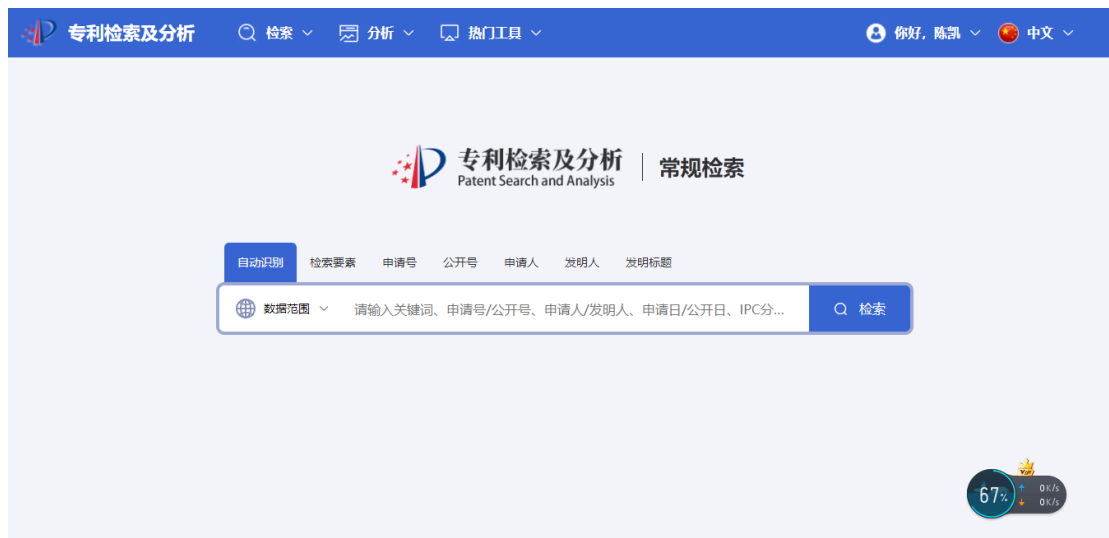 专利检索及分析 检索 分析 热门工具 你好，陈凯 中文
专利检索及分析 常规检索
Patent Search and Analysis
自动识别 检索要素 申请号 公开号 申请人 发明人 发明标题
数据范围 请输入关键词、申请号/公开号、申请人/发明人、申请日/公开日、IPC分... 检索
VIP
67% 0K/s
0K/s